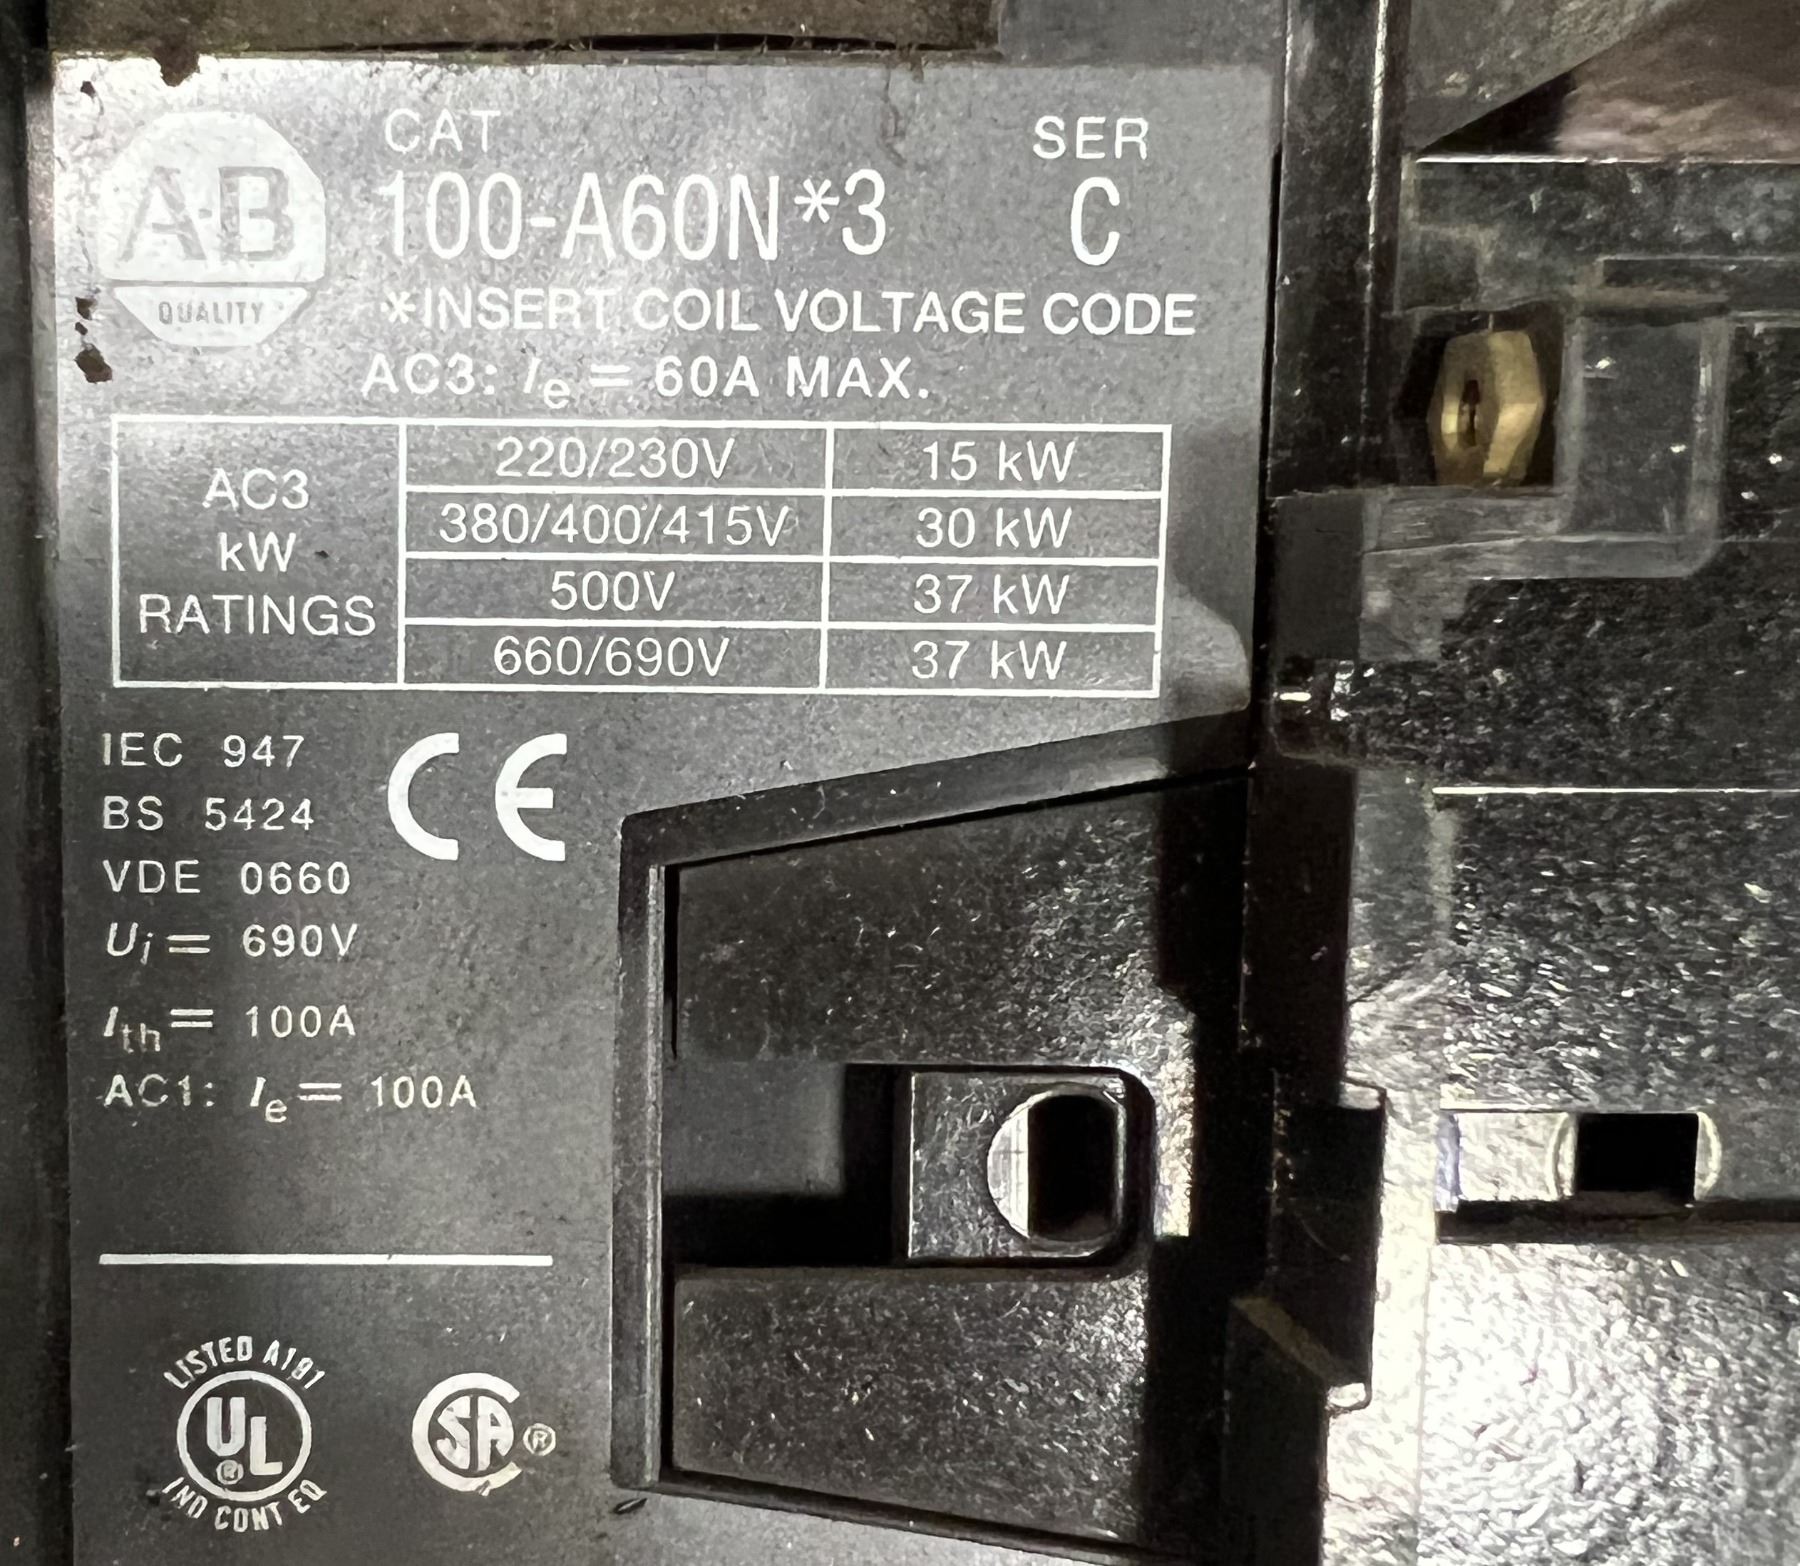 A-B
QUALITY
CAT
100-A60N*3
SER
C
*INSERT COIL VOLTAGE CODE
AC3: Ie = 60A MAX.
AC3
kW
RATINGS
220/230V 15 kW
380/400/415V 30 kW
500V 37 kW
660/690V 37 kW
IEC 947
BS 5424
VDE 0660
Ui = 690V
Ith = 100A
AC1: Ie = 100A
CE
LISTED A191
UL ®
IND CONT EQ
CSA ®